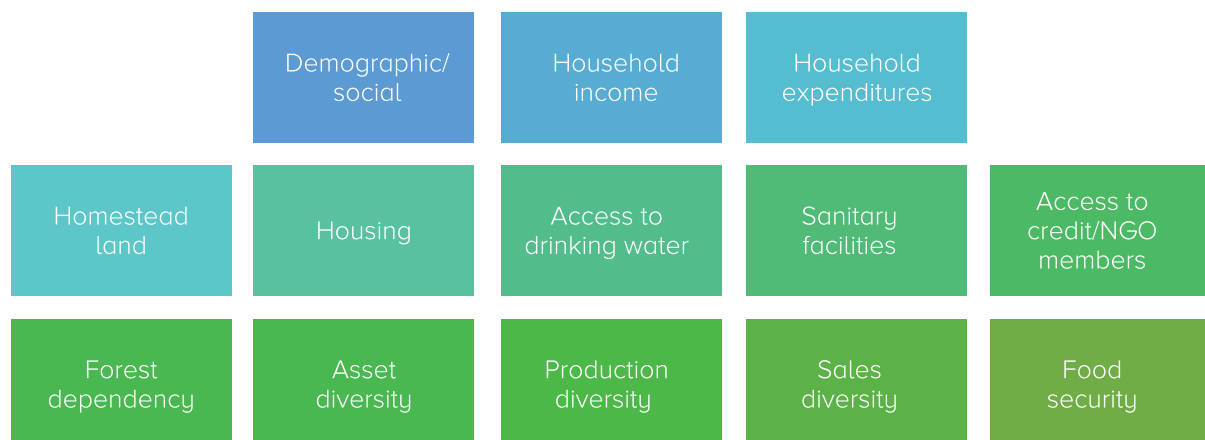 Demographic/
social
Household
income
Household
expenditures
Homestead
land
Housing
Access to
drinking water
Sanitary
facilities
Access to
credit/NGO
members
Forest
dependency
Asset
diversity
Production
diversity
Sales
diversity
Food
security